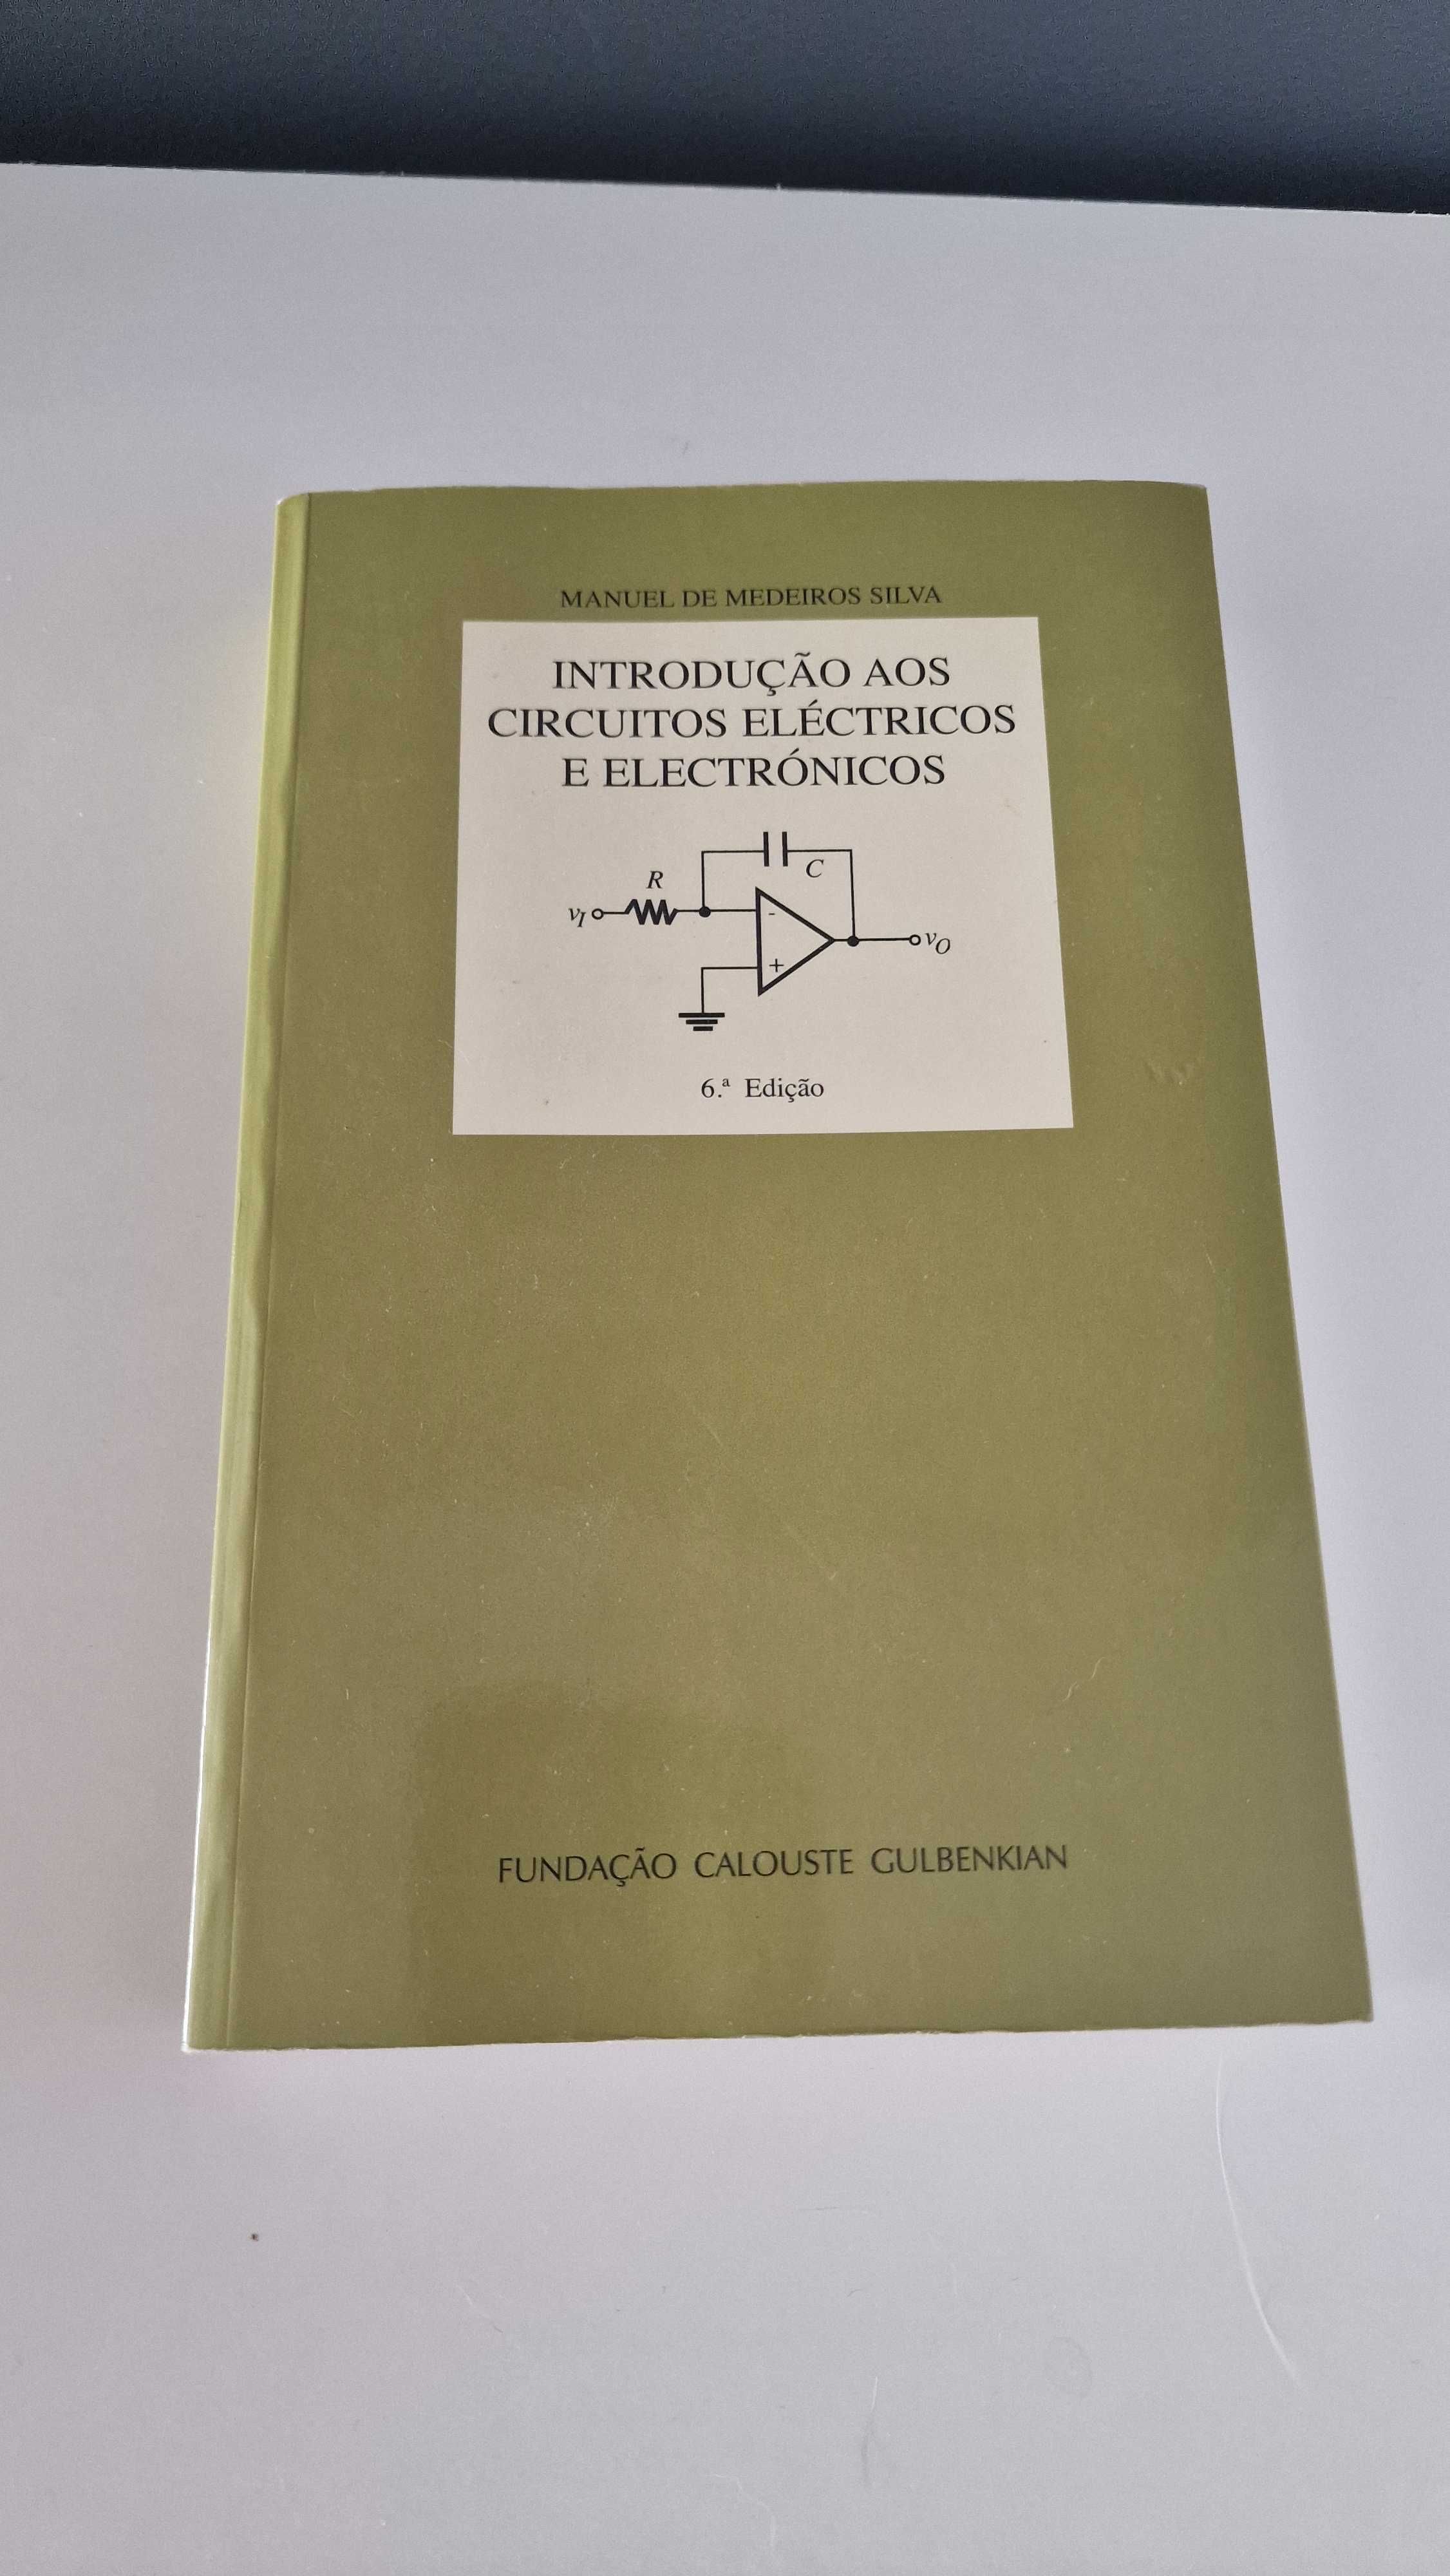 MANUEL DE MEDEIROS SILVA
INTRODUÇÃO AOS
CIRCUITOS ELÉCTRICOS
E ELECTRÓNICOS
C
R
vI
-
+
vO
6.ª Edição
FUNDAÇÃO CALOUSTE GULBENKIAN